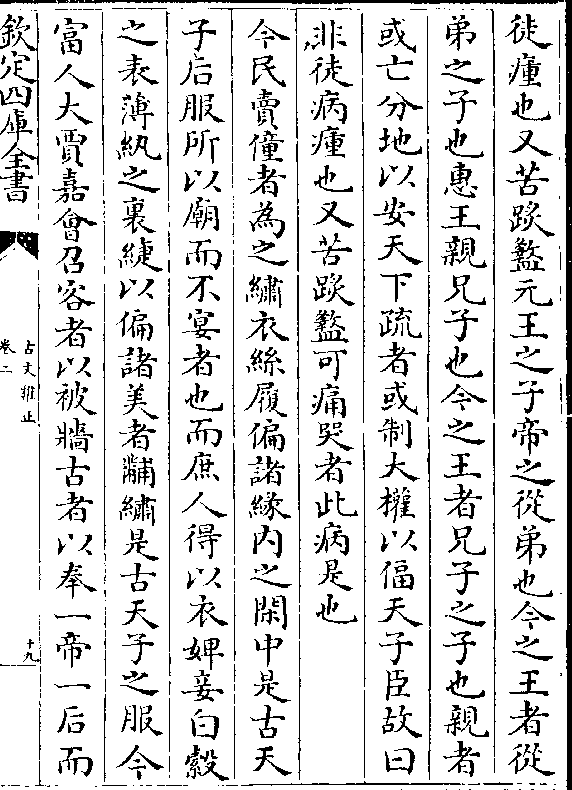 徒瘇也又苦䠫盭元王之子帝之從弟也今之王者從
弟之子也惠王親兄子也今之王者兄子之子也親者
或亡分地以安天下疏者或制大權以偪天子臣故曰
非徒病瘇也又苦䠫盭可痛哭者此病是也
今民賣僮者為之繡衣絲履偏諸緣内之閑中是古天
子后服所以廟而不宴者也而庶人得以衣婢妾白縠
之表薄紈之裏緁以偏諸美者黼繡是古天子之服今
富人大賈嘉會召客者以被牆古者以奉一帝一后而
欽定四庫全書
古文雅正
卷二
十九